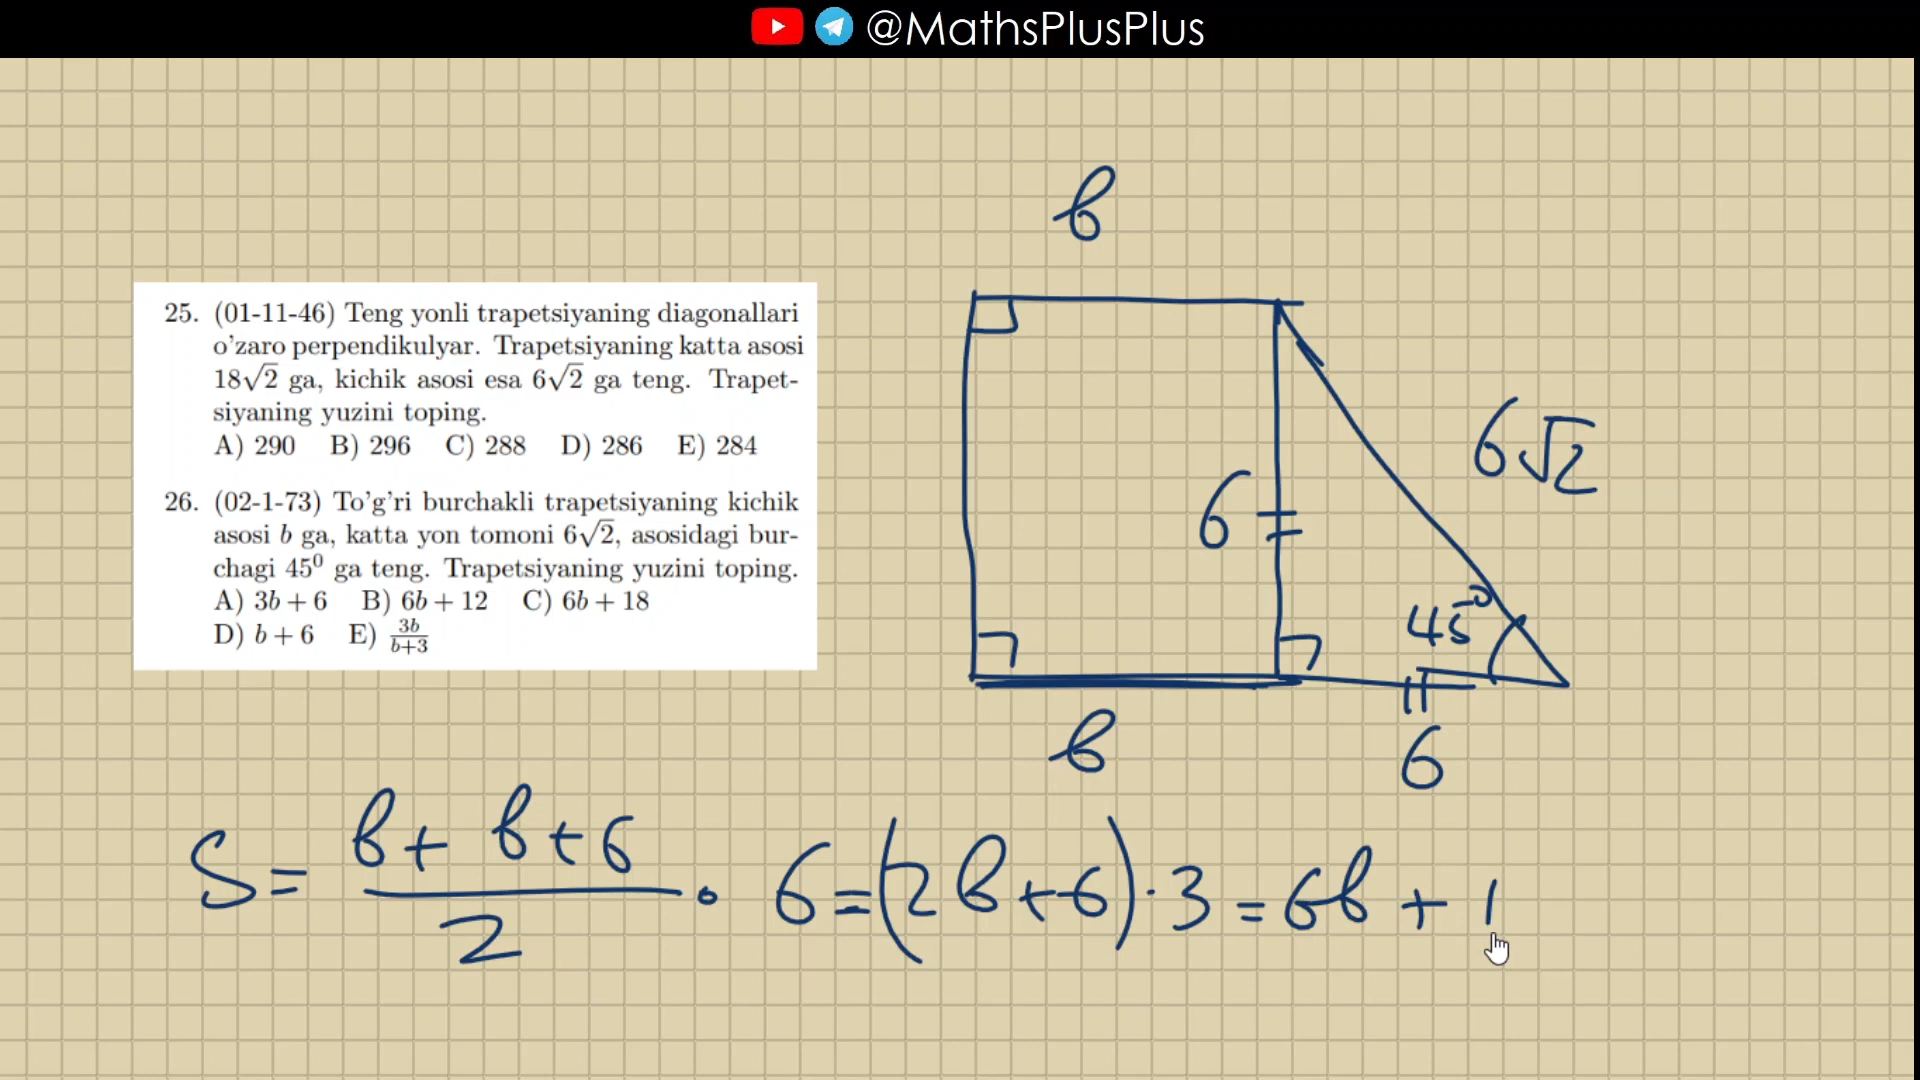 @MathsPlusPlus
25. (01-11-46) Teng yonli trapetsiyaning diagonallari
o'zaro perpendikulyar. Trapetsiyaning katta asosi
18√2 ga, kichik asosi esa 6√2 ga teng. Trapet-
siyaning yuzini toping.
A) 290 B) 296 C) 288 D) 286 E) 284
26. (02-1-73) To'g'ri burchakli trapetsiyaning kichik
asosi b ga, katta yon tomoni 6√2, asosidagi bur-
chagi 45⁰ ga teng. Trapetsiyaning yuzini toping.
A) 3b + 6 B) 6b + 12 C) 6b + 18
D) b + 6 E) 3b/(b+3)
b
6√2
6
45⁰
b
6
S = (b + b + 6)/2 · 6 = (2b + 6) · 3 = 6b + 1